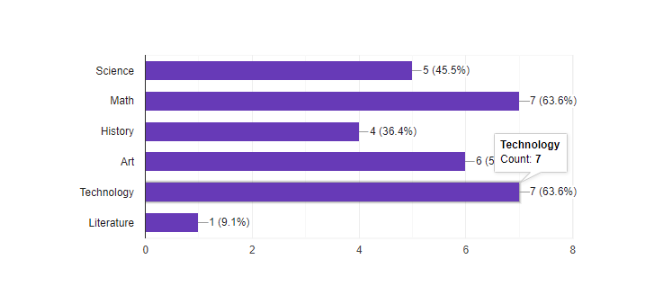 Science 5 (45.5%)
Math 7 (63.6%)
History 4 (36.4%)
Technology
Count: 7
Art 6
Technology 7 (63.6%)
Literature 1 (9.1%)
0 2 4 6 8